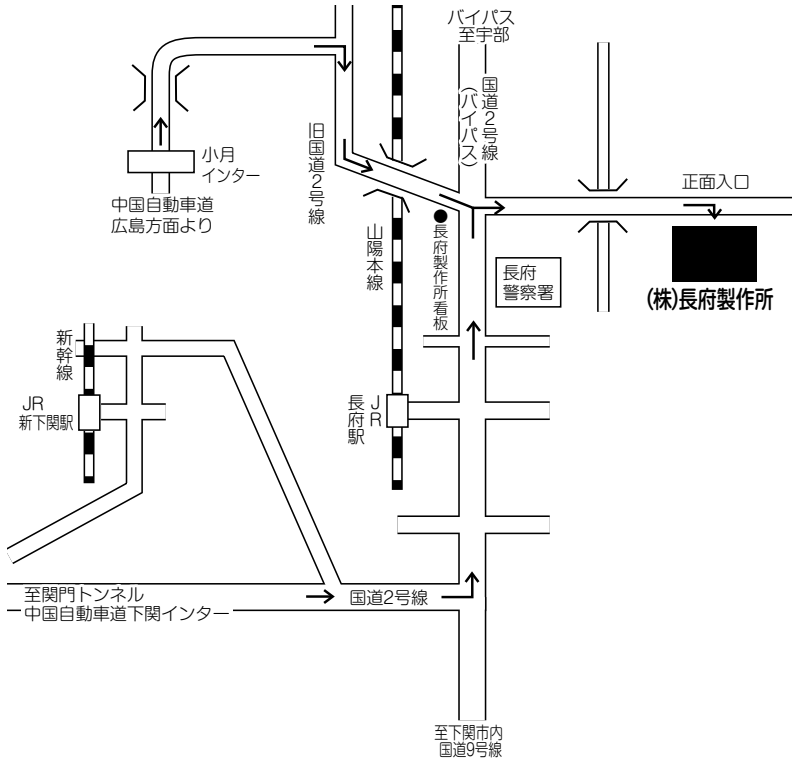 バイパス
至宇部
国道2号線
(バイパス)
旧国道2号線
小月
インター
中国自動車道
広島方面より
正面入口
山陽本線
長府製作所看板
長府
警察署
(株)長府製作所
新幹線
JR
新下関駅
JR
長府駅
至関門トンネル
中国自動車道下関インター
国道2号線
至下関市内
国道9号線